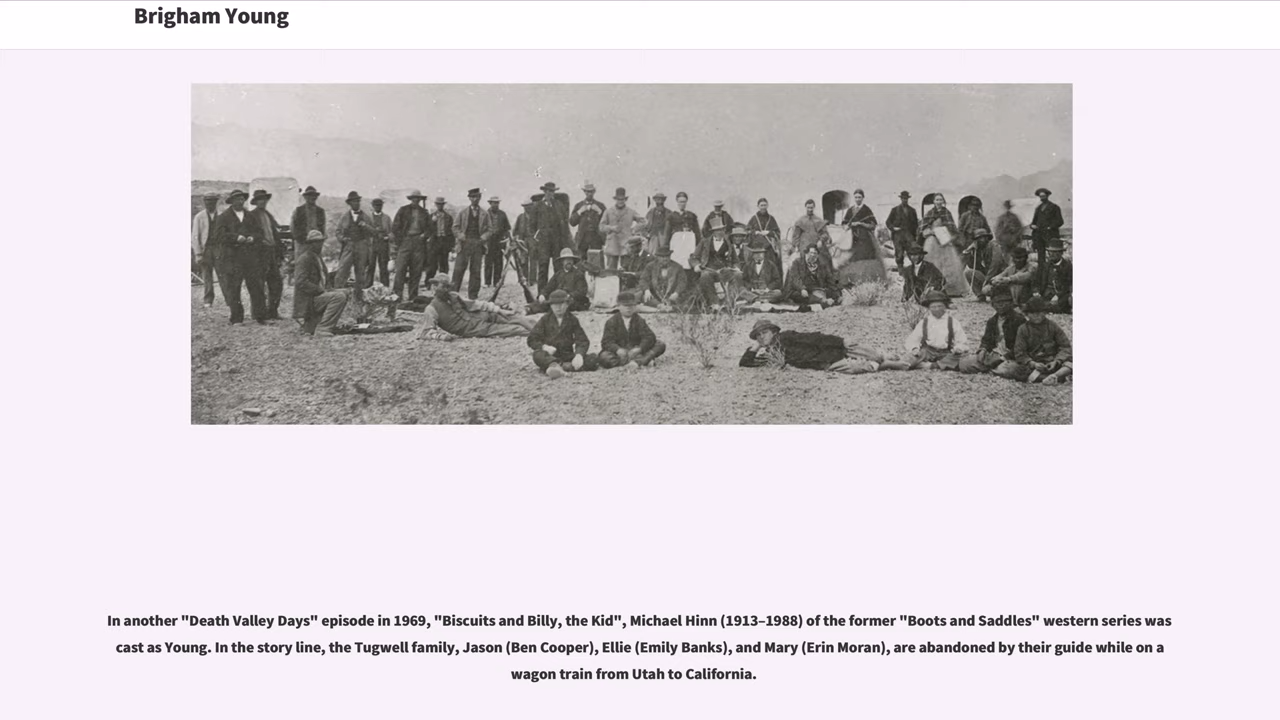 Brigham Young
In another "Death Valley Days" episode in 1969, "Biscuits and Billy, the Kid", Michael Hinn (1913–1988) of the former "Boots and Saddles" western series was
cast as Young. In the story line, the Tugwell family, Jason (Ben Cooper), Ellie (Emily Banks), and Mary (Erin Moran), are abandoned by their guide while on a
wagon train from Utah to California.